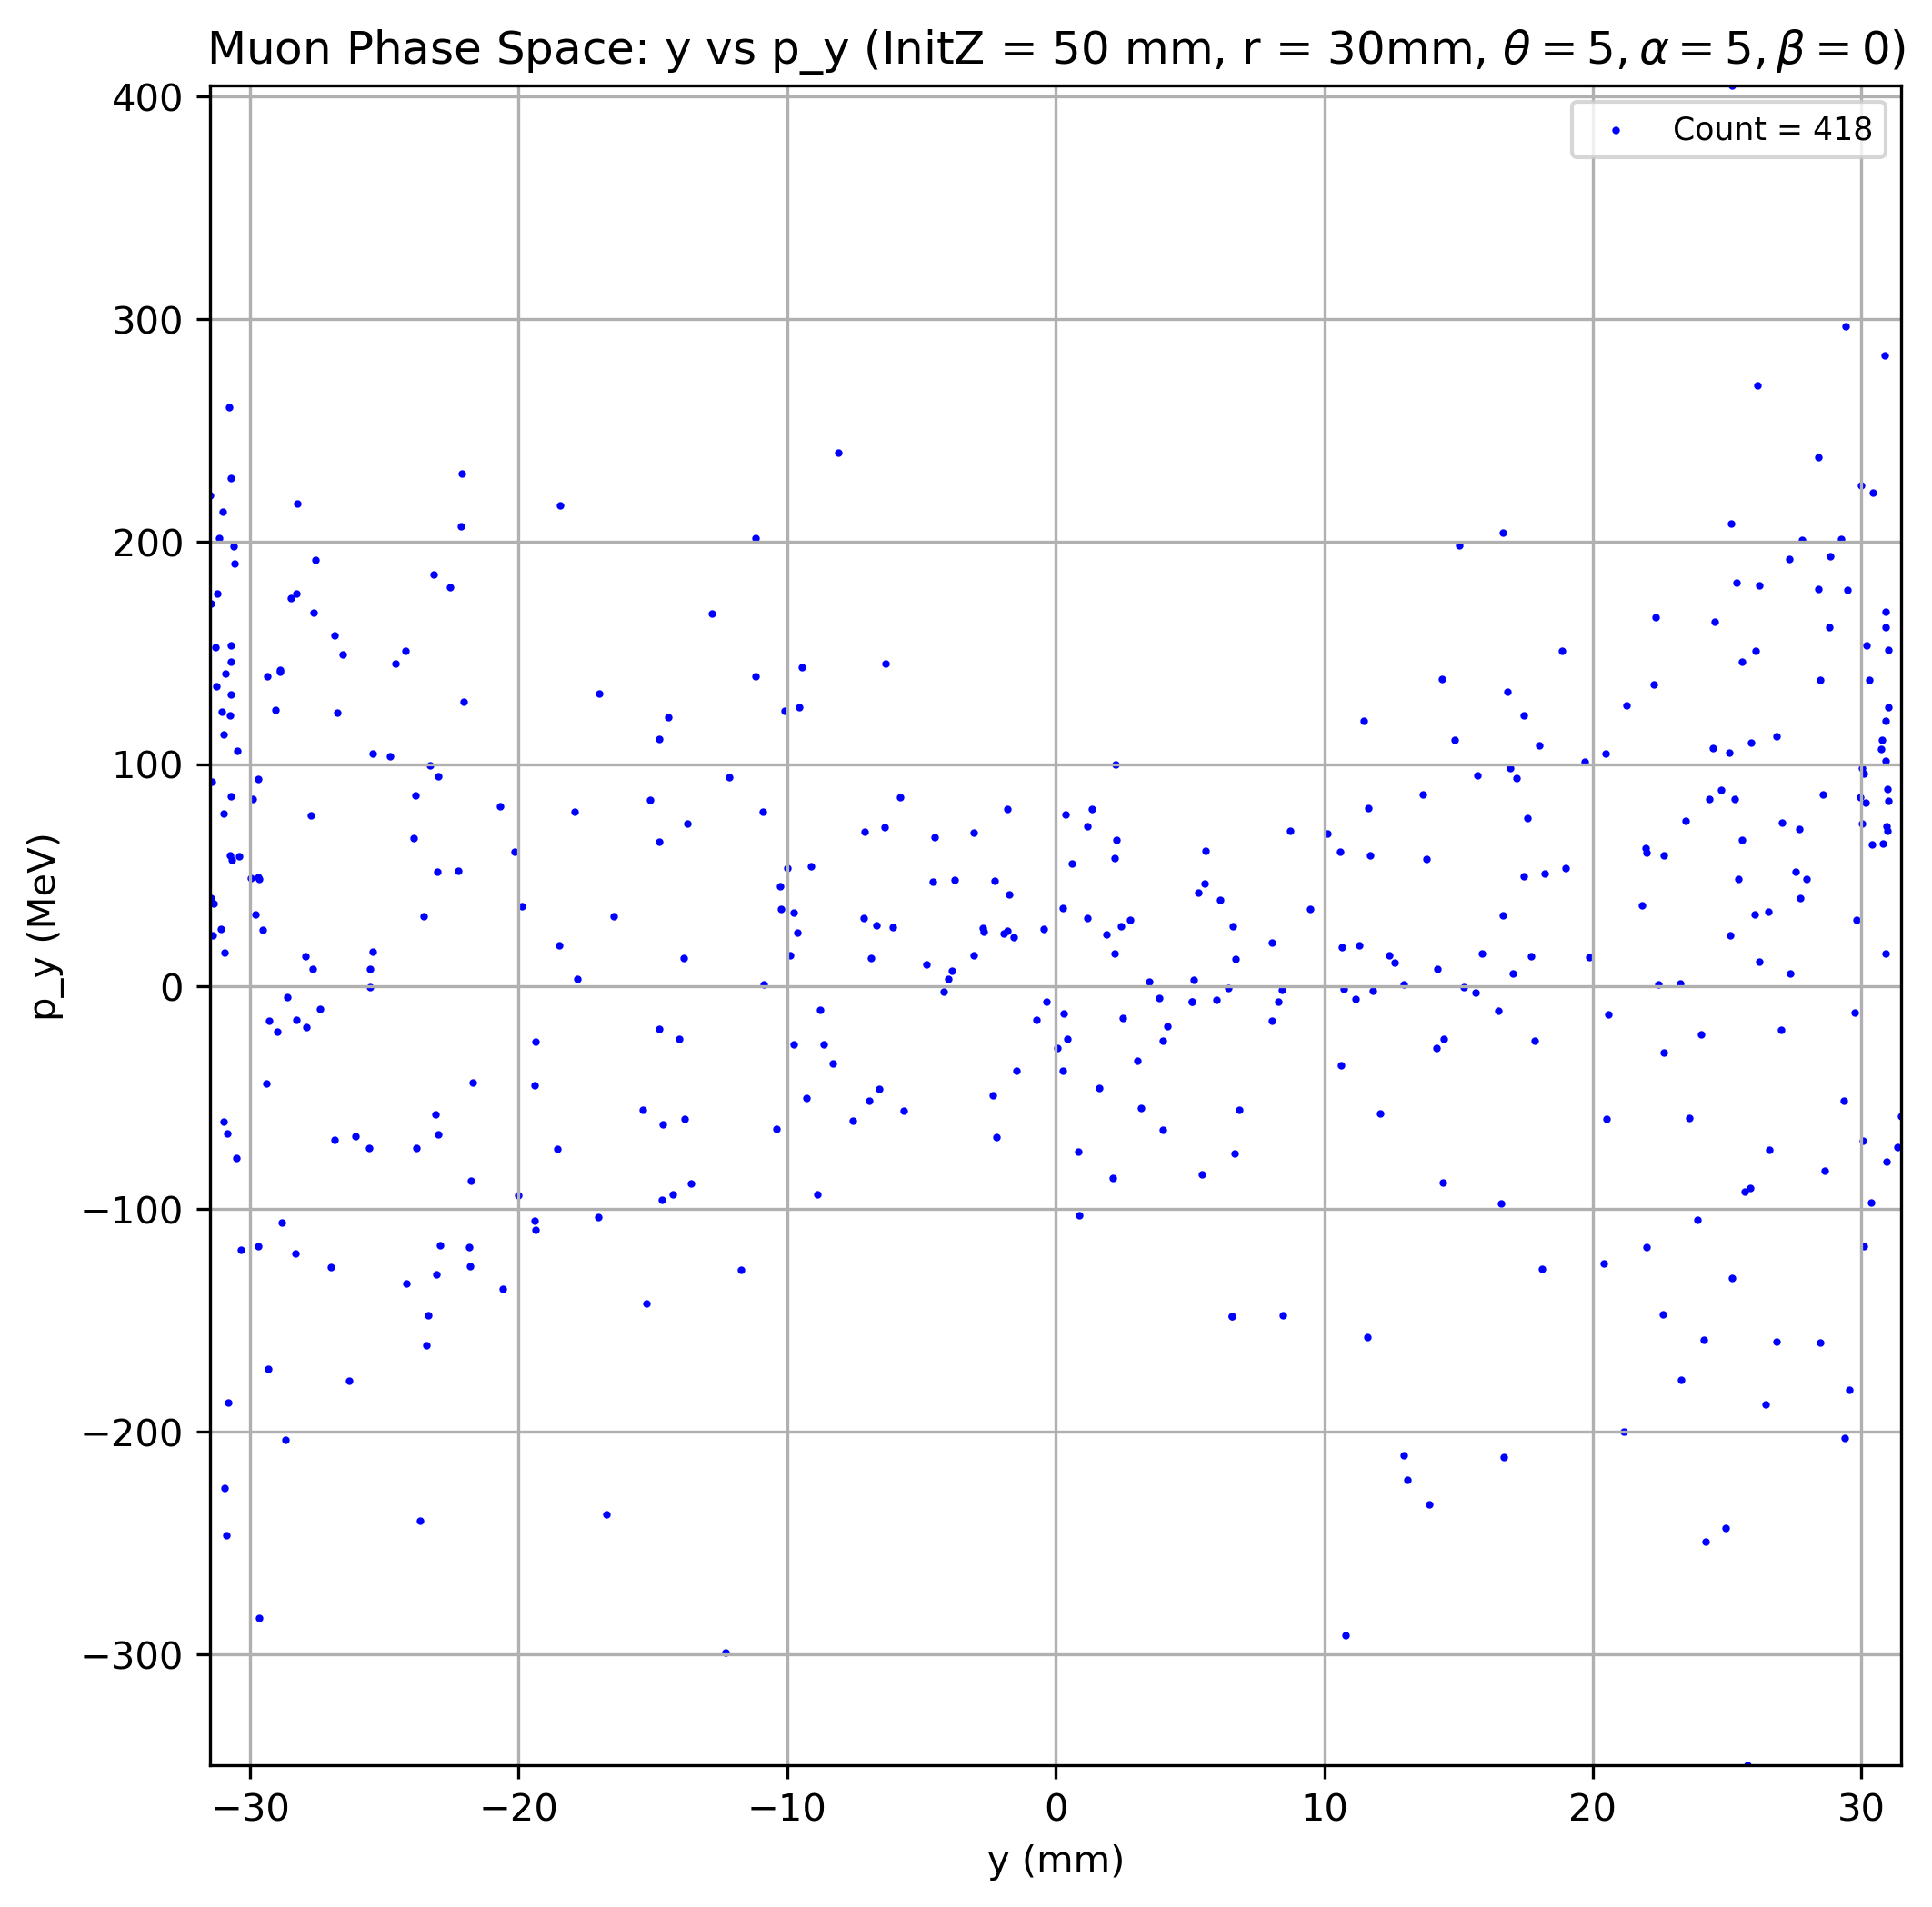 Muon Phase Space: y vs p_y (InitZ = 50 mm, r = 30mm, θ = 5, α = 5, β = 0)
Count = 418
400
300
200
100
0
−100
−200
−300
p_y (MeV)
−30 −20 −10 0 10 20 30
y (mm)